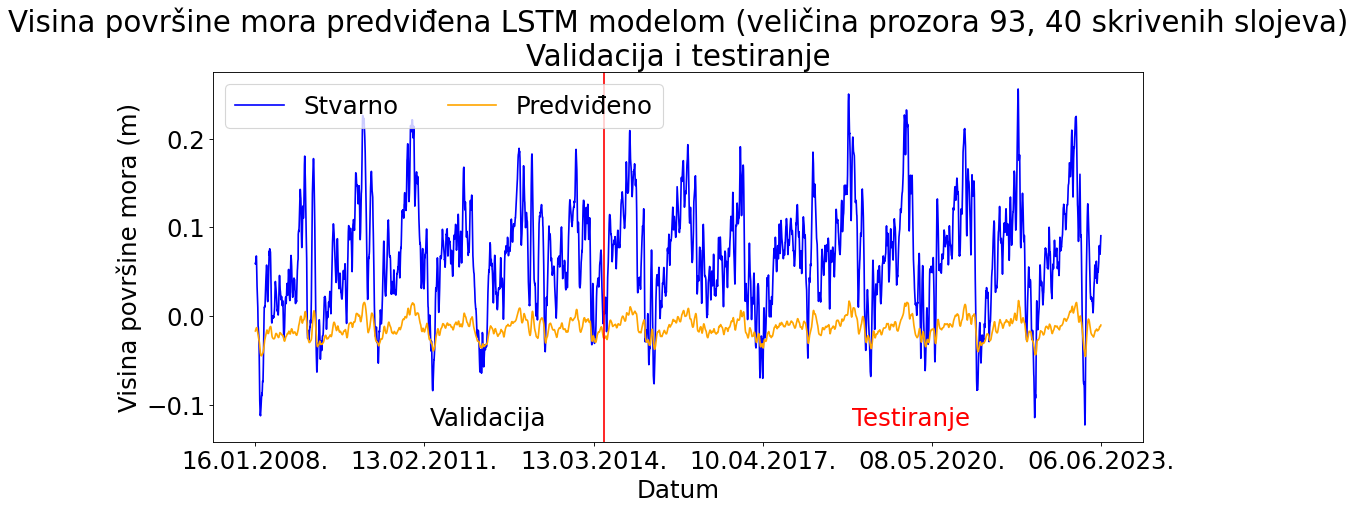 Visina površine mora predviđena LSTM modelom (veličina prozora 93, 40 skrivenih slojeva)
Validacija i testiranje
Stvarno
Predviđeno
Visina površine mora (m)
0.2
0.1
0.0
−0.1
Validacija
Testiranje
16.01.2008.
13.02.2011.
13.03.2014.
10.04.2017.
08.05.2020.
06.06.2023.
Datum